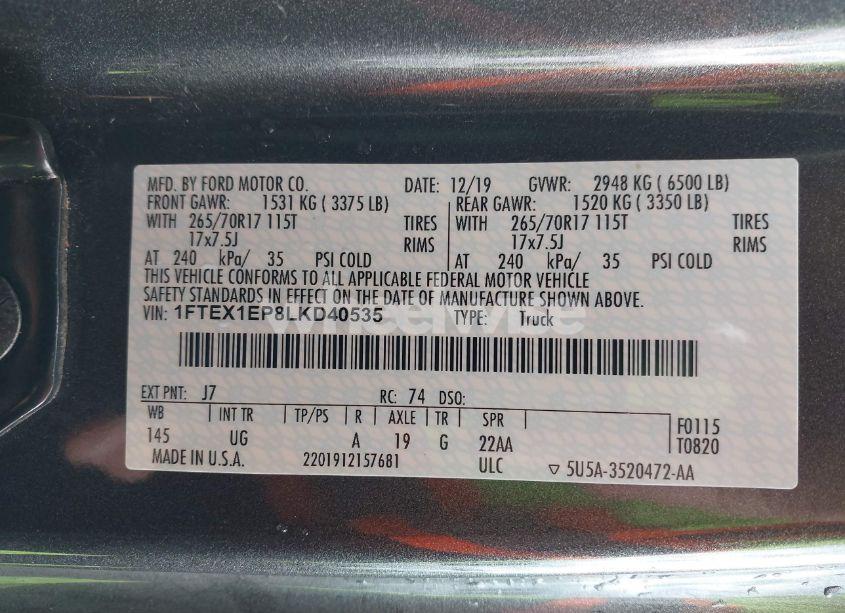 MFD. BY FORD MOTOR CO. DATE: 12/19 GVWR: 2948 KG ( 6500 LB)
FRONT GAWR: 1531 KG ( 3375 LB) REAR GAWR: 1520 KG ( 3350 LB)
WITH 265/70R17 115T TIRES WITH 265/70R17 115T TIRES
17x7.5J RIMS 17x7.5J RIMS
AT 240 kPa/ 35 PSI COLD AT 240 kPa/ 35 PSI COLD
THIS VEHICLE CONFORMS TO ALL APPLICABLE FEDERAL MOTOR VEHICLE
SAFETY STANDARDS IN EFFECT ON THE DATE OF MANUFACTURE SHOWN ABOVE.
VIN: 1FTEX1EP8LKD40535 TYPE: Truck
EXT PNT: J7 RC: 74 DSO:
WB INT TR TP/PS R AXLE TR SPR F0115
145 UG A 19 G 22AA T0820
MADE IN U.S.A. 2201912157681 ULC 5U5A-3520472-AA